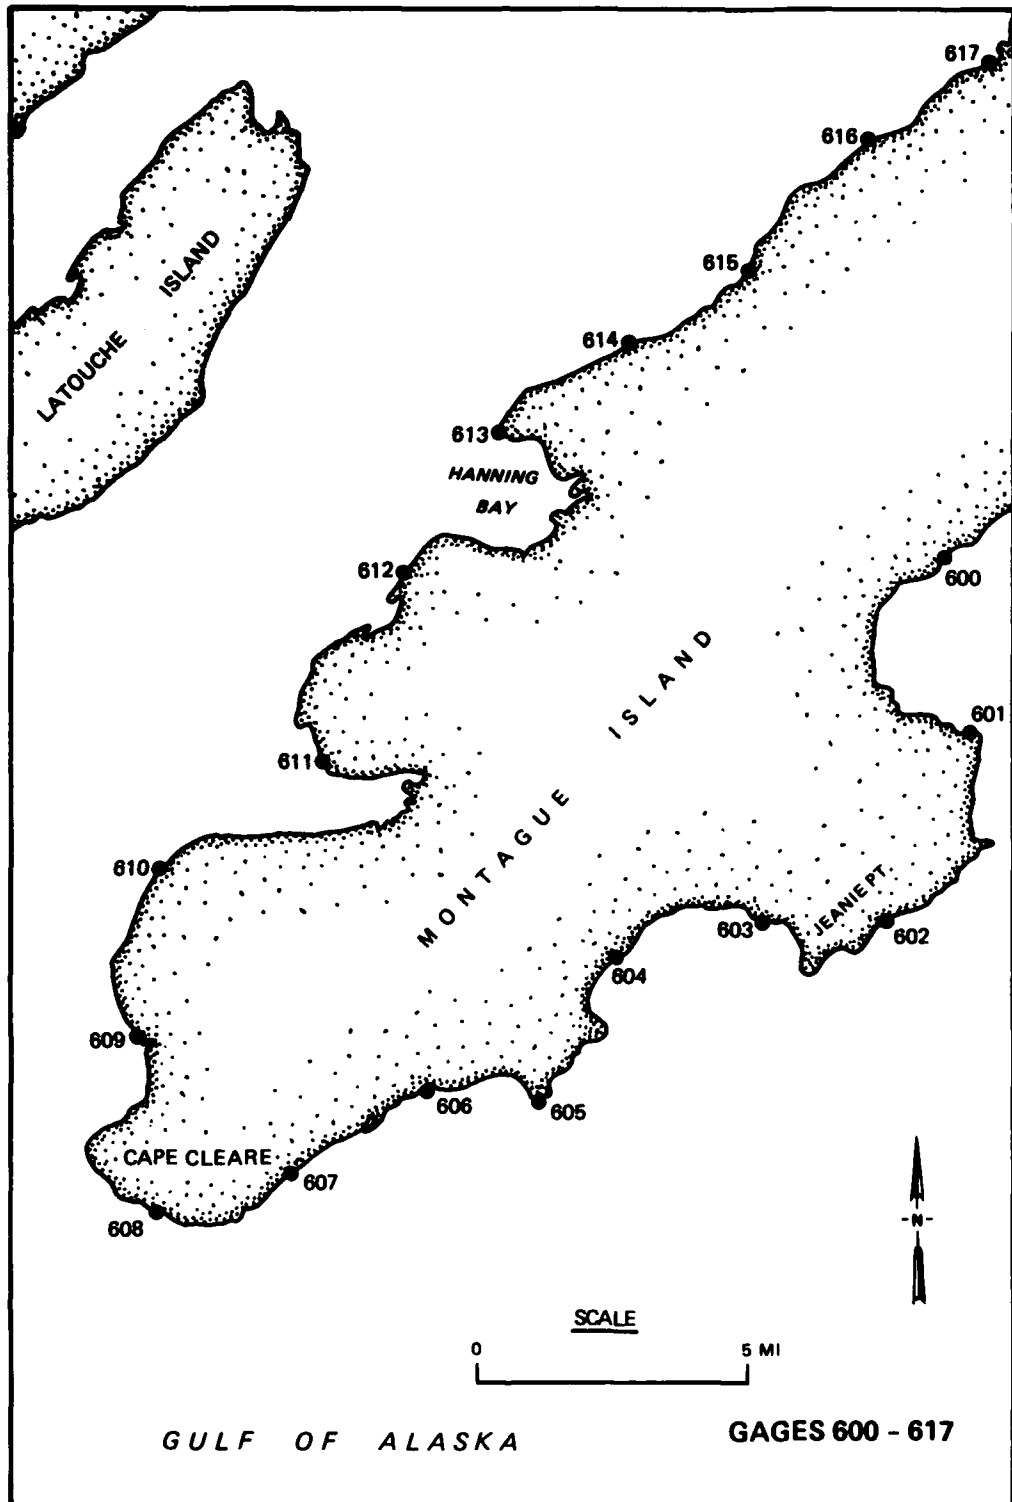 617
616
615
614
613
HANNING
BAY
612
611
610
609
608
607
606
605
604
603
602
601
600
LATOUCHE ISLAND
MONTAGUE ISLAND
JEANIE PT.
CAPE CLEARE
-N-
SCALE
0 5 MI
GULF OF ALASKA
GAGES 600 - 617